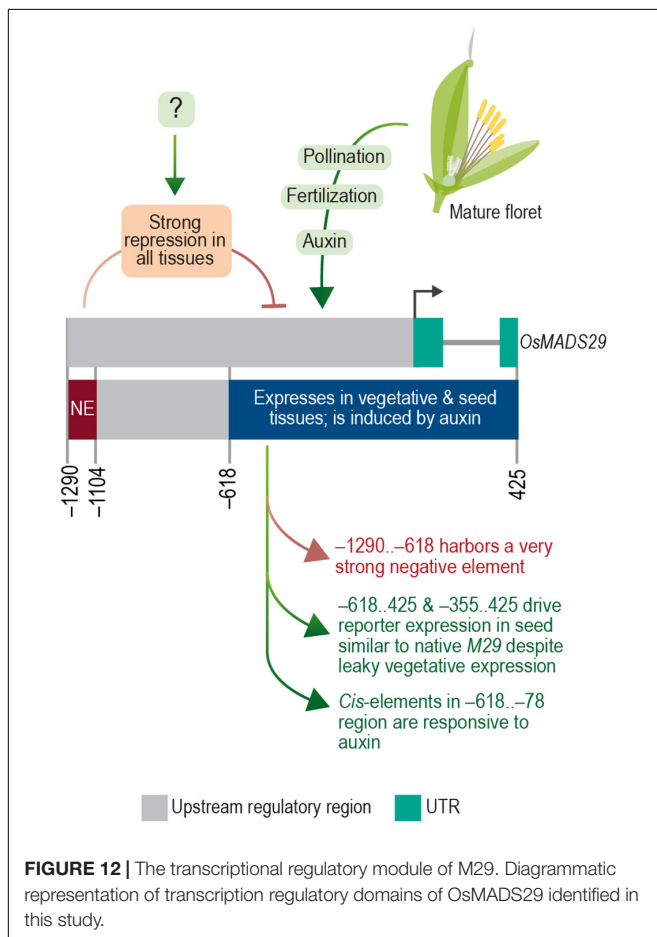 ?
Strong
repression in
all tissues
Pollination
Fertilization
Auxin
Mature floret
OsMADS29
NE
Expresses in vegetative & seed
tissues; is induced by auxin
–1290
–1104
–618
425
–1290..–618 harbors a very
strong negative element
–618..425 & –355..425 drive
reporter expression in seed
similar to native M29 despite
leaky vegetative expression
Cis-elements in –618..–78
region are responsive to
auxin
Upstream regulatory region
UTR
FIGURE 12 | The transcriptional regulatory module of M29. Diagrammatic
representation of transcription regulatory domains of OsMADS29 identified in
this study.